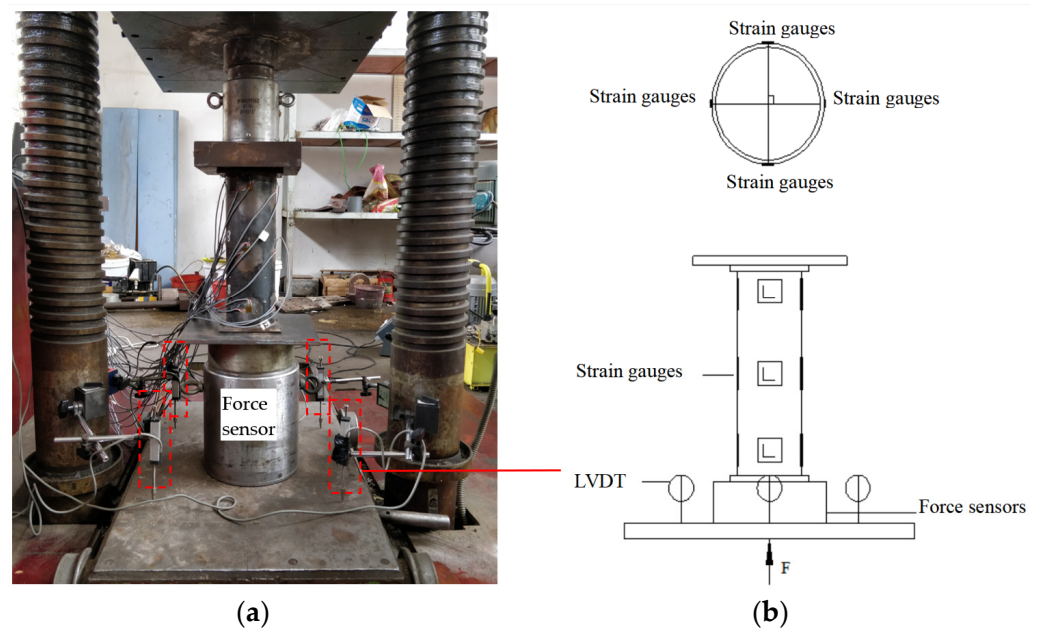 Strain gauges
Strain gauges
Strain gauges
Strain gauges
Force
sensor
Strain gauges
LVDT
Force sensors
F
(a)
(b)